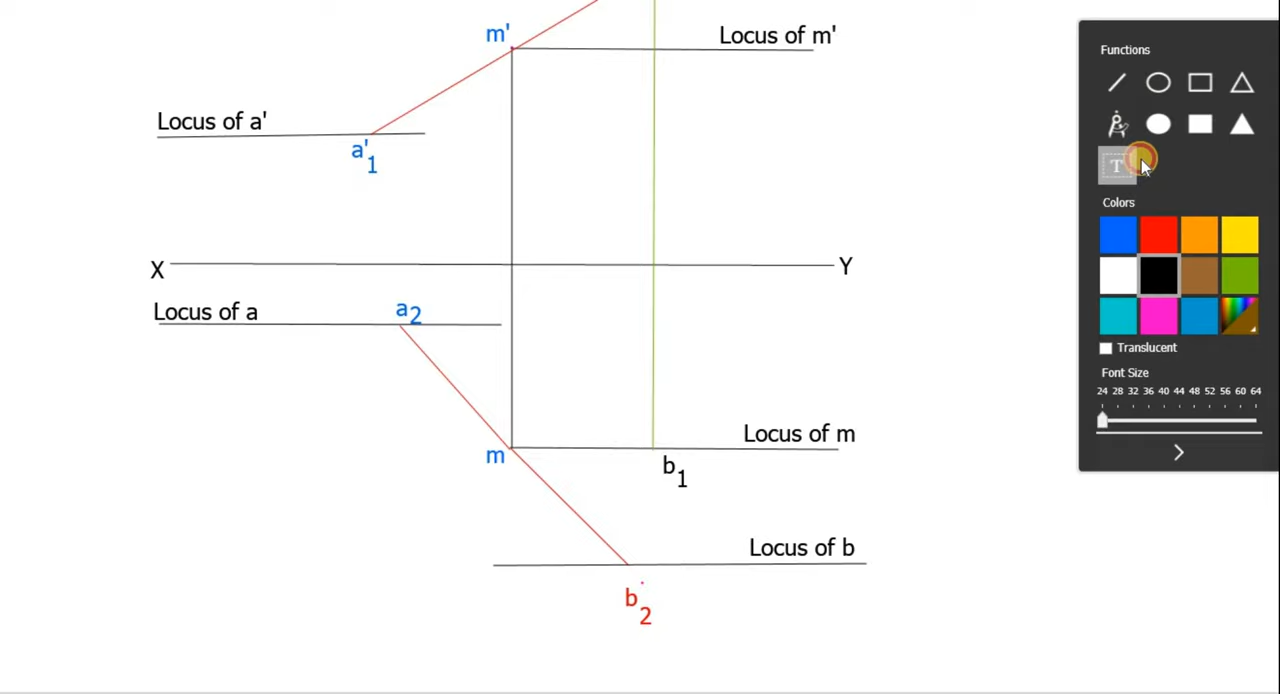 m'
Locus of m'
Locus of a'
a'1
X
Y
Locus of a
a2
Locus of m
m
b1
Locus of b
b2
Functions
T
Colors
Translucent
Font Size
24 28 32 36 40 44 48 52 56 60 64